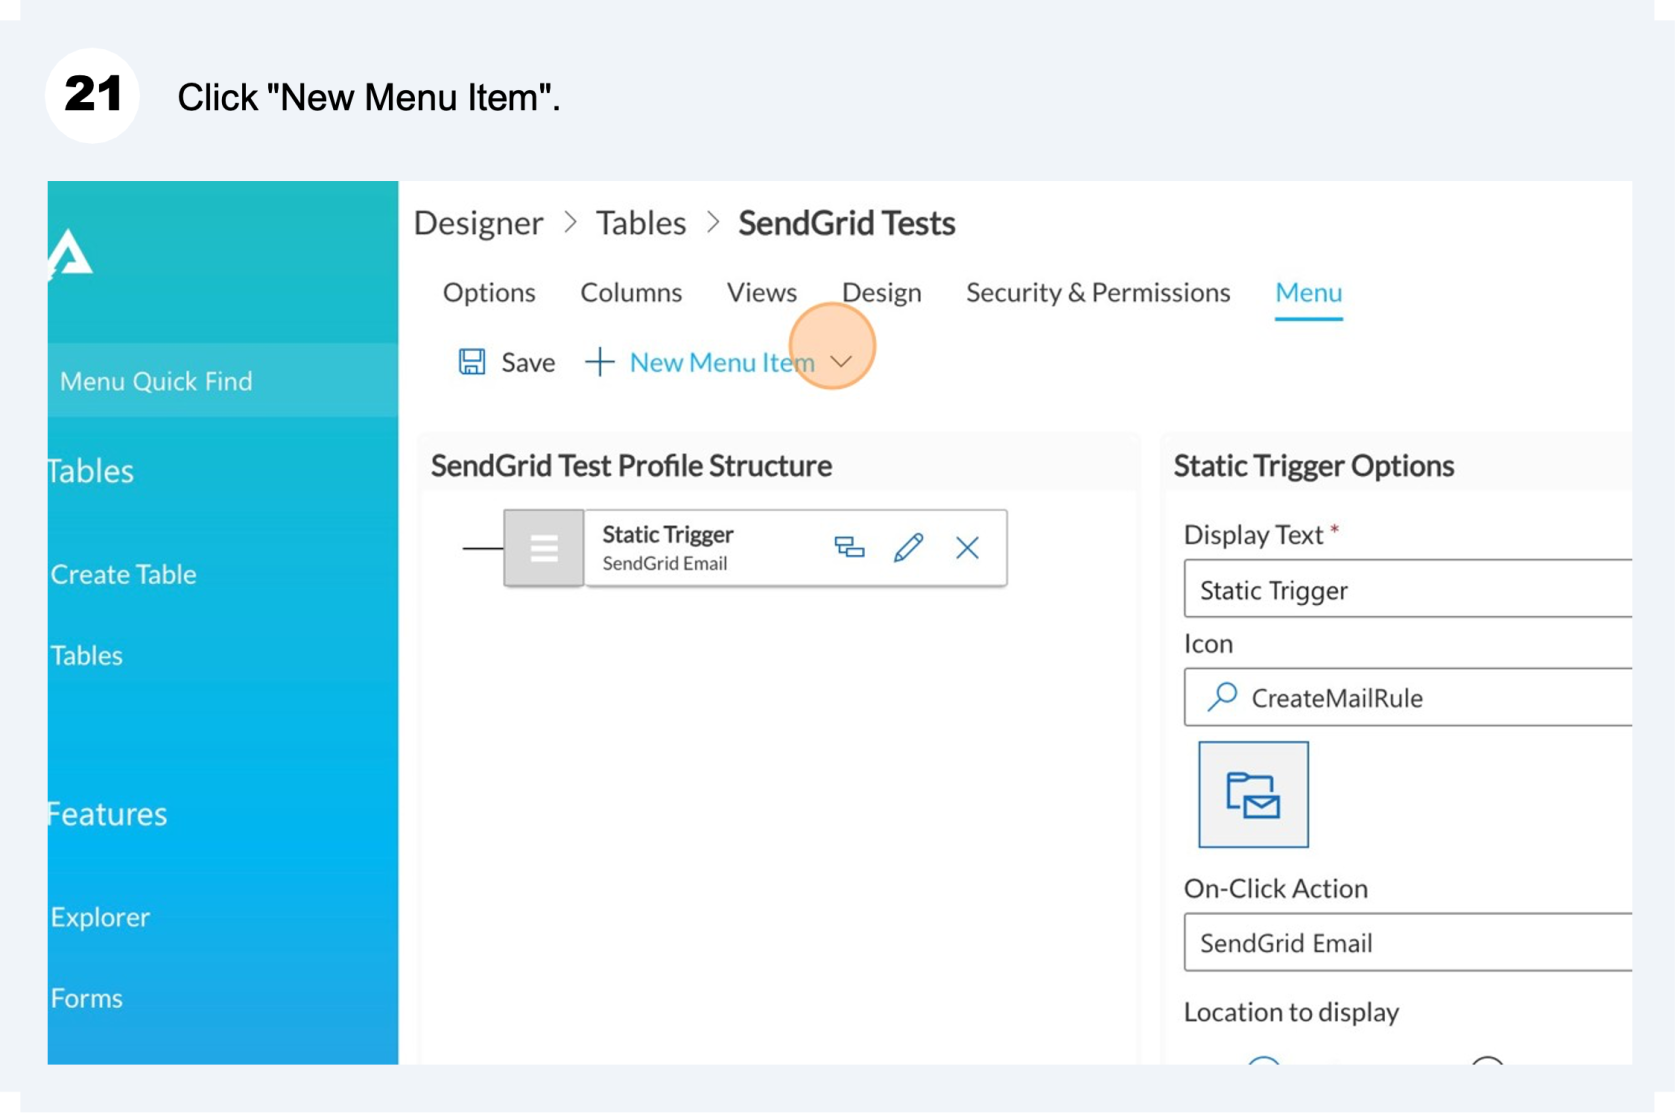 21 Click "New Menu Item".
Designer > Tables > SendGrid Tests
Options Columns Views Design Security & Permissions Menu
Save + New Menu Item
Menu Quick Find
Tables
Create Table
Tables
Features
Explorer
Forms
SendGrid Test Profile Structure
Static Trigger
SendGrid Email
Static Trigger Options
Display Text *
Static Trigger
Icon
CreateMailRule
On-Click Action
SendGrid Email
Location to display